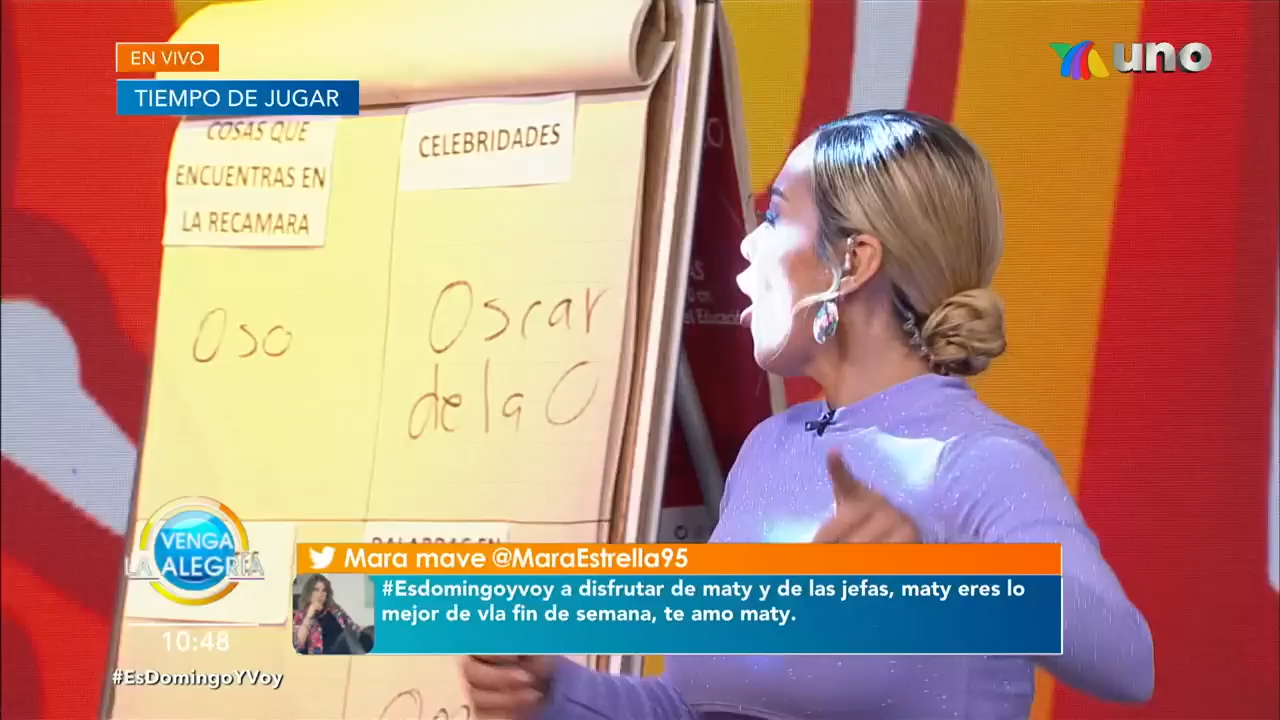 EN VIVO
TIEMPO DE JUGAR
uno
COSAS QUE
ENCUENTRAS EN
LA RECAMARA
CELEBRIDADES
Oso
Oscar
de la O
PALABRAS EN
VENGA
LA ALEGRÍA
10:48
#EsDomingoYVoy
Mara mave @MaraEstrella95
#Esdomingoyvoy a disfrutar de maty y de las jefas, maty eres lo
mejor de vla fin de semana, te amo maty.